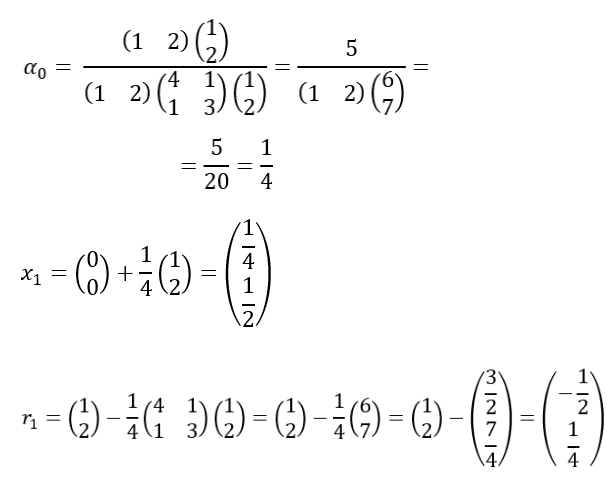 α₀ = (1 2)(1 2) / (1 2)(4 1 1 3)(1 2) = 5 / (1 2)(6 7) =
= 5/20 = 1/4
x₁ = (0 0) + 1/4 (1 2) = (1/4 1/2)
r₁ = (1 2) − 1/4 (4 1 1 3)(1 2) = (1 2) − 1/4 (6 7) = (1 2) − (3/2 7/4) = (−1/2 1/4)